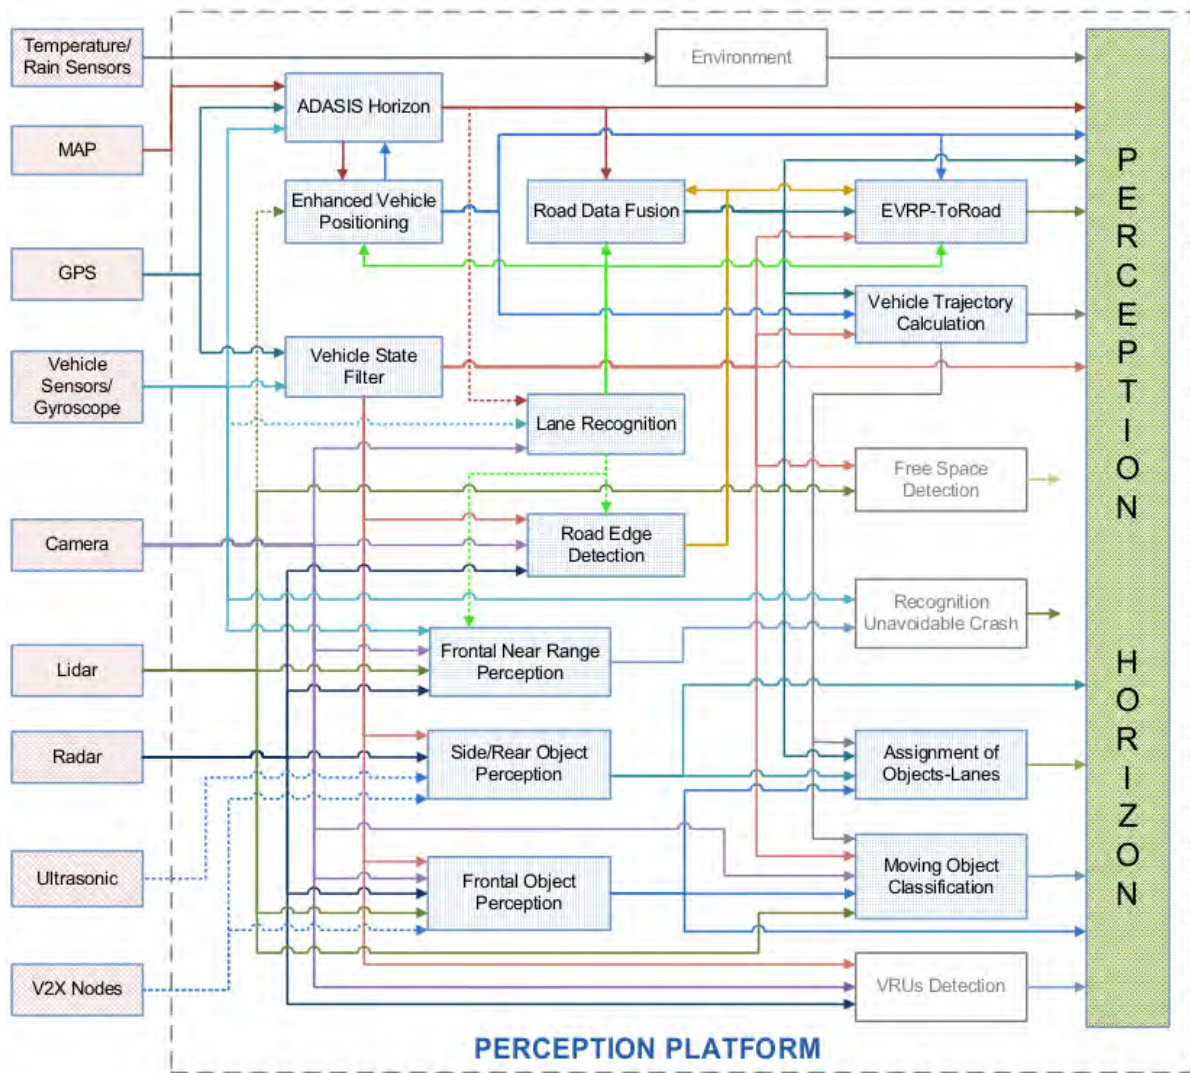 Temperature/
Rain Sensors
Environment
MAP
ADASIS Horizon
Enhanced Vehicle
Positioning
Road Data Fusion
EVRP-ToRoad
GPS
Vehicle Trajectory
Calculation
Vehicle
Sensors/
Gyroscope
Vehicle State
Filter
Lane Recognition
Free Space
Detection
Camera
Road Edge
Detection
Recognition
Unavoidable Crash
Lidar
Frontal Near Range
Perception
Radar
Side/Rear Object
Perception
Assignment of
Objects-Lanes
Ultrasonic
Frontal Object
Perception
Moving Object
Classification
V2X Nodes
VRUs Detection
PERCEPTION HORIZON
PERCEPTION PLATFORM